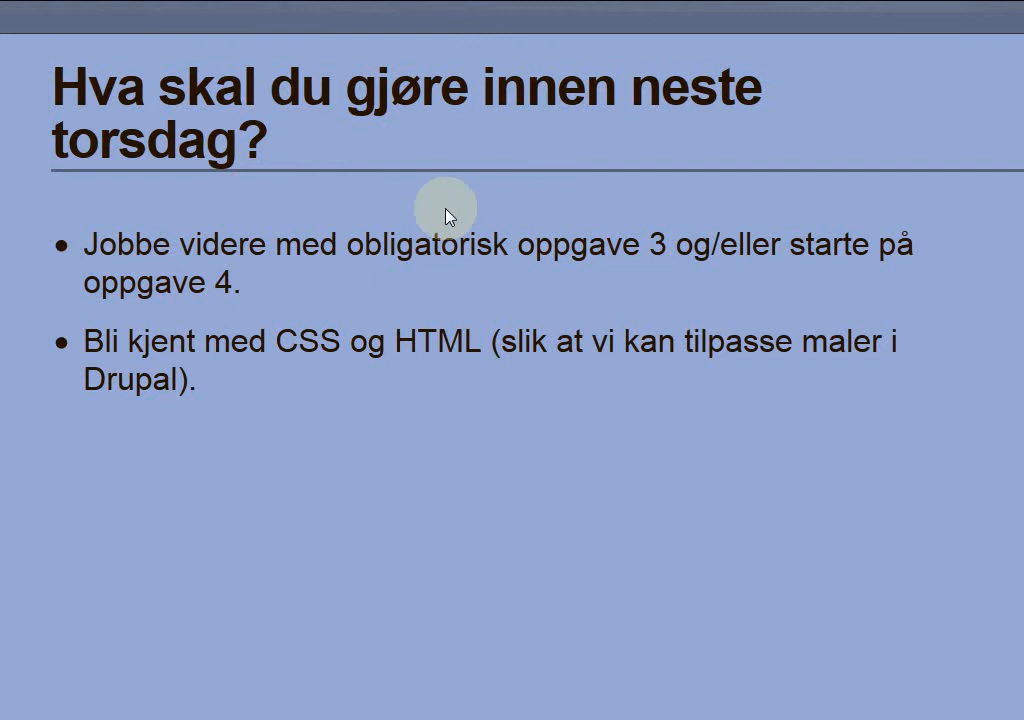 Hva skal du gjøre innen neste
torsdag?
• Jobbe videre med obligatorisk oppgave 3 og/eller starte på
oppgave 4.
• Bli kjent med CSS og HTML (slik at vi kan tilpasse maler i
Drupal).